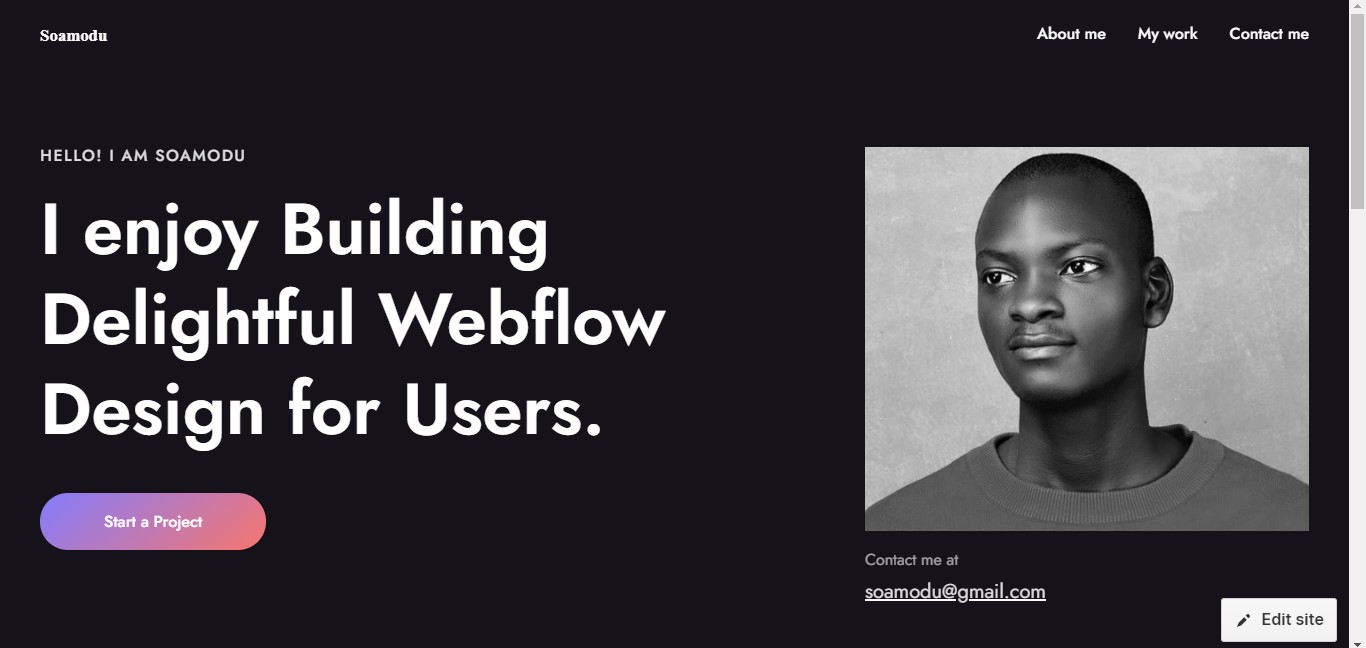 Soamodu
About me
My work
Contact me
HELLO! I AM SOAMODU
I enjoy Building
Delightful Webflow
Design for Users.
Start a Project
Contact me at
soamodu@gmail.com
Edit site